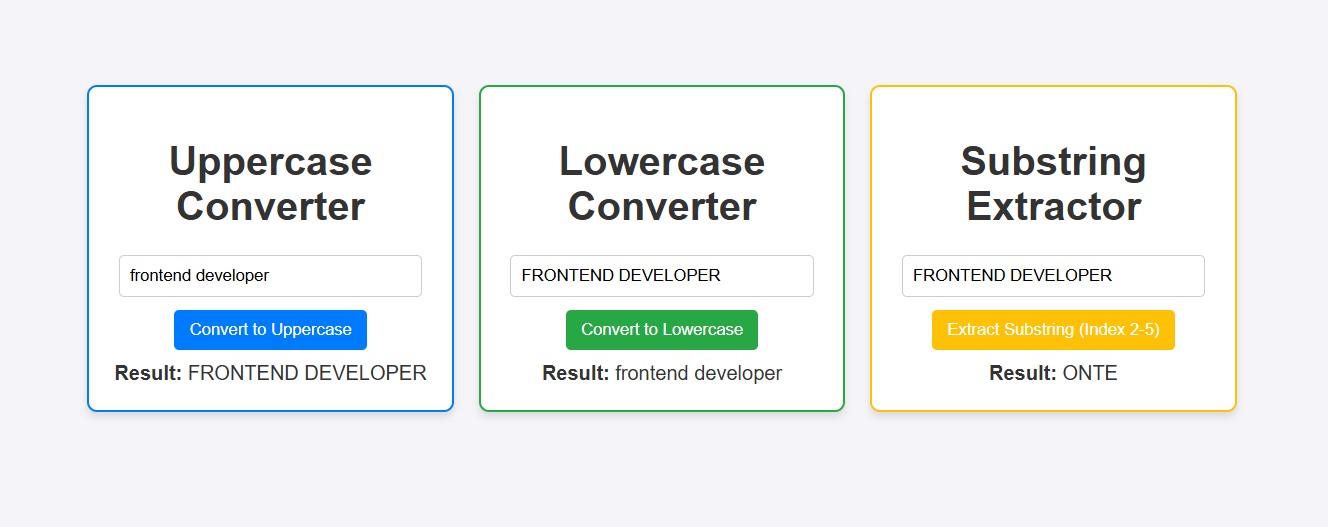 Uppercase
Converter
frontend developer
Convert to Uppercase
Result: FRONTEND DEVELOPER
Lowercase
Converter
FRONTEND DEVELOPER
Convert to Lowercase
Result: frontend developer
Substring
Extractor
FRONTEND DEVELOPER
Extract Substring (Index 2-5)
Result: ONTE